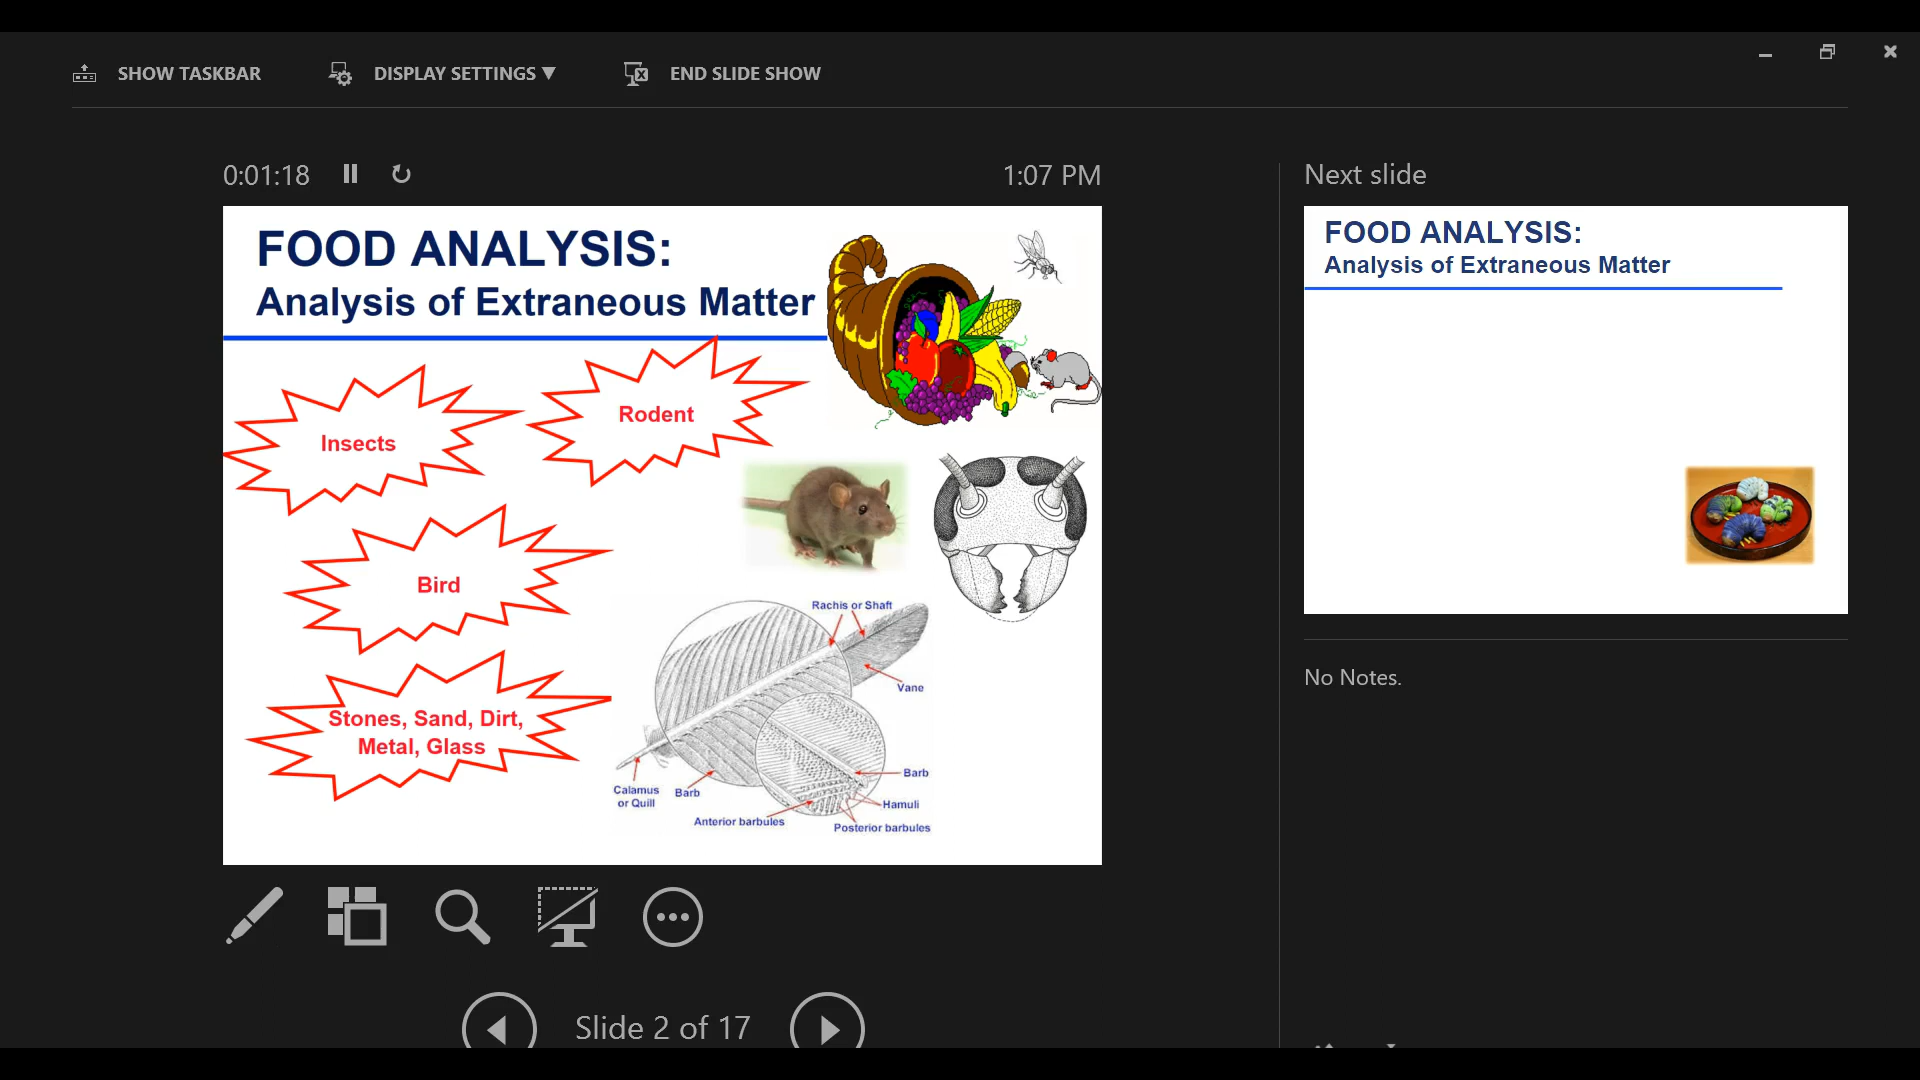 SHOW TASKBAR
DISPLAY SETTINGS ▼
END SLIDE SHOW
0:01:18
1:07 PM
FOOD ANALYSIS:
Analysis of Extraneous Matter
Insects
Rodent
Bird
Stones, Sand, Dirt,
Metal, Glass
Rachis or Shaft
Vane
Barb
Hamuli
Posterior barbules
Anterior barbules
Barb
Calamus
or Quill
Slide 2 of 17
Next slide
FOOD ANALYSIS:
Analysis of Extraneous Matter
No Notes.